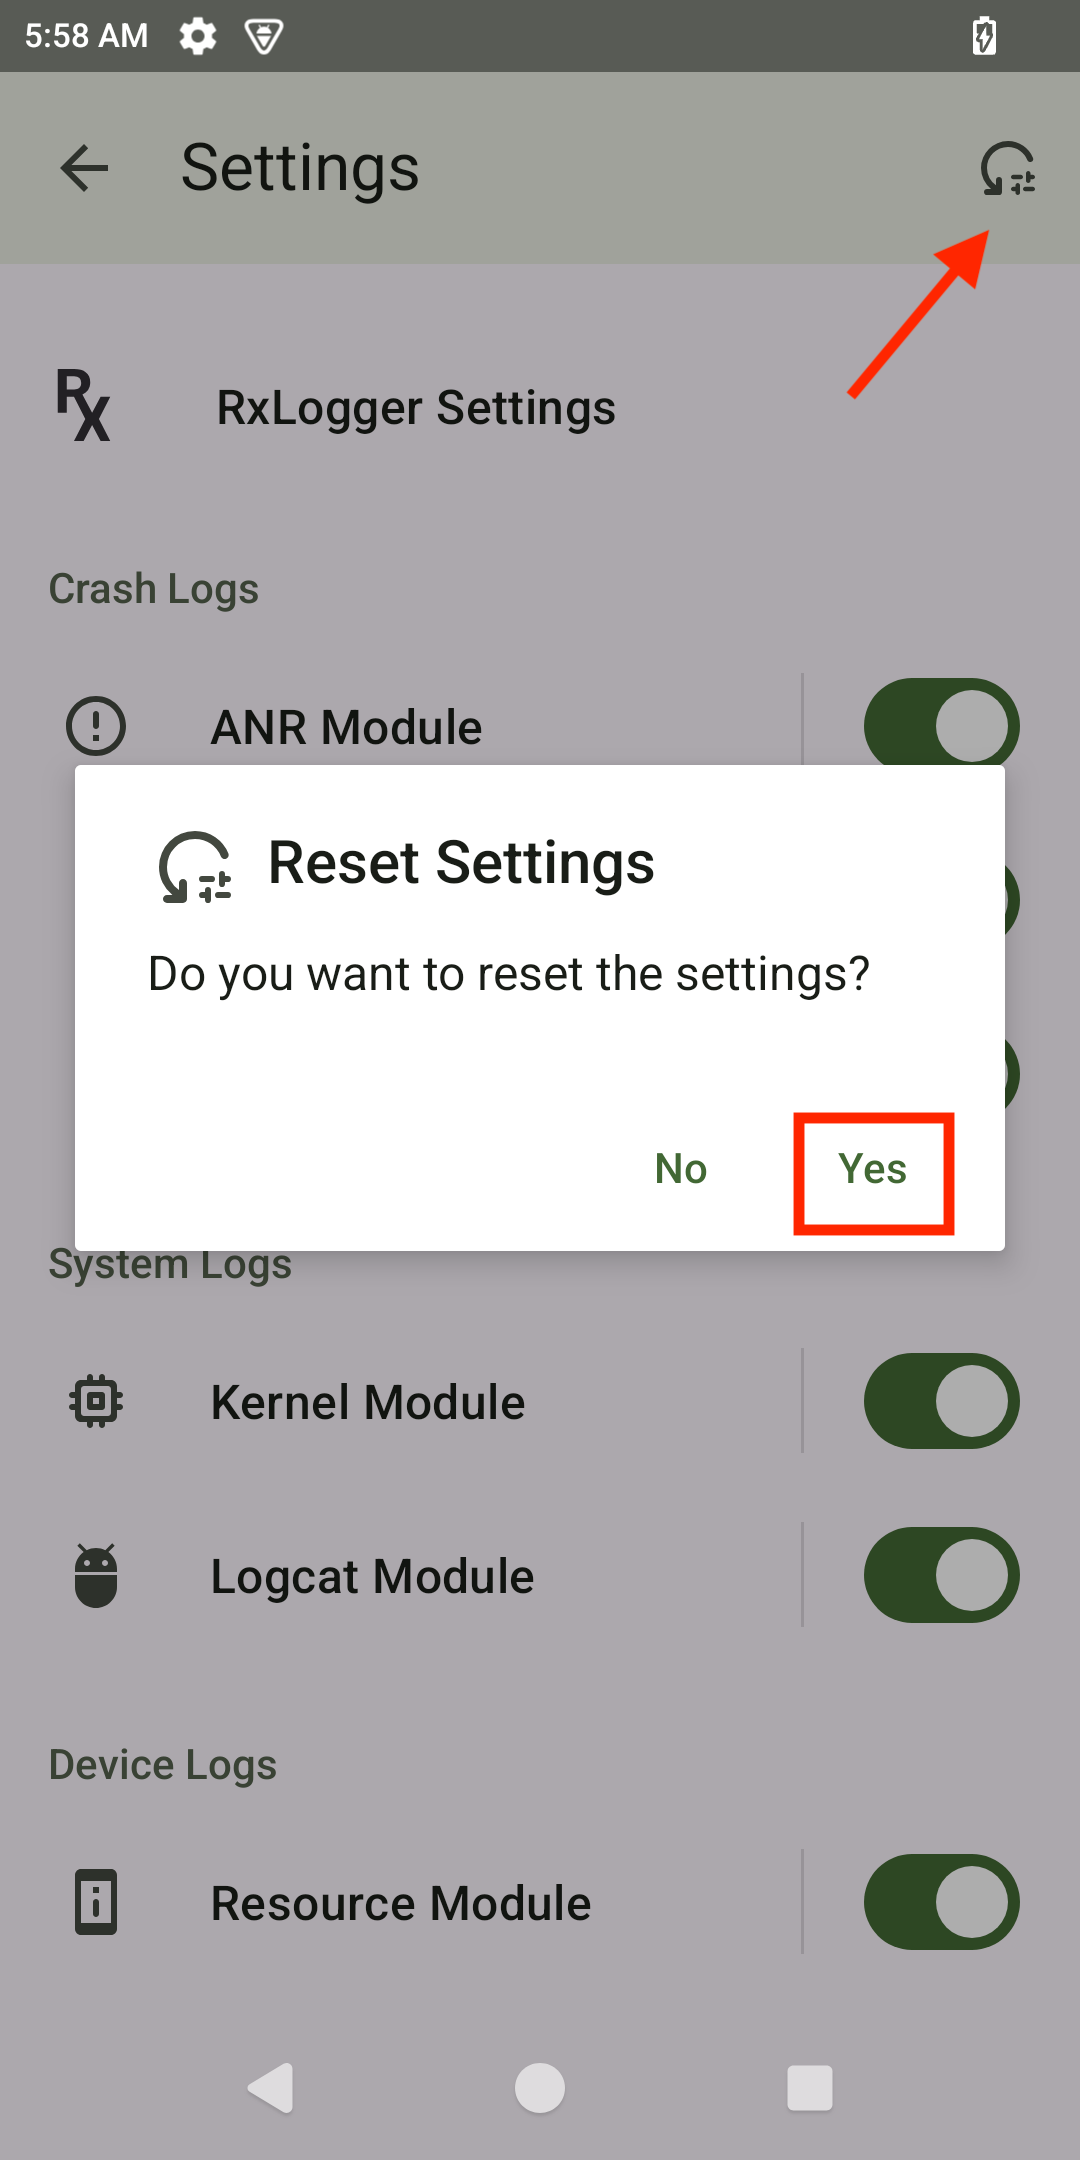 5:58 AM
Settings
Rx
RxLogger Settings
Crash Logs
ANR Module
Reset Settings
Do you want to reset the settings?
No
Yes
System Logs
Kernel Module
Logcat Module
Device Logs
Resource Module